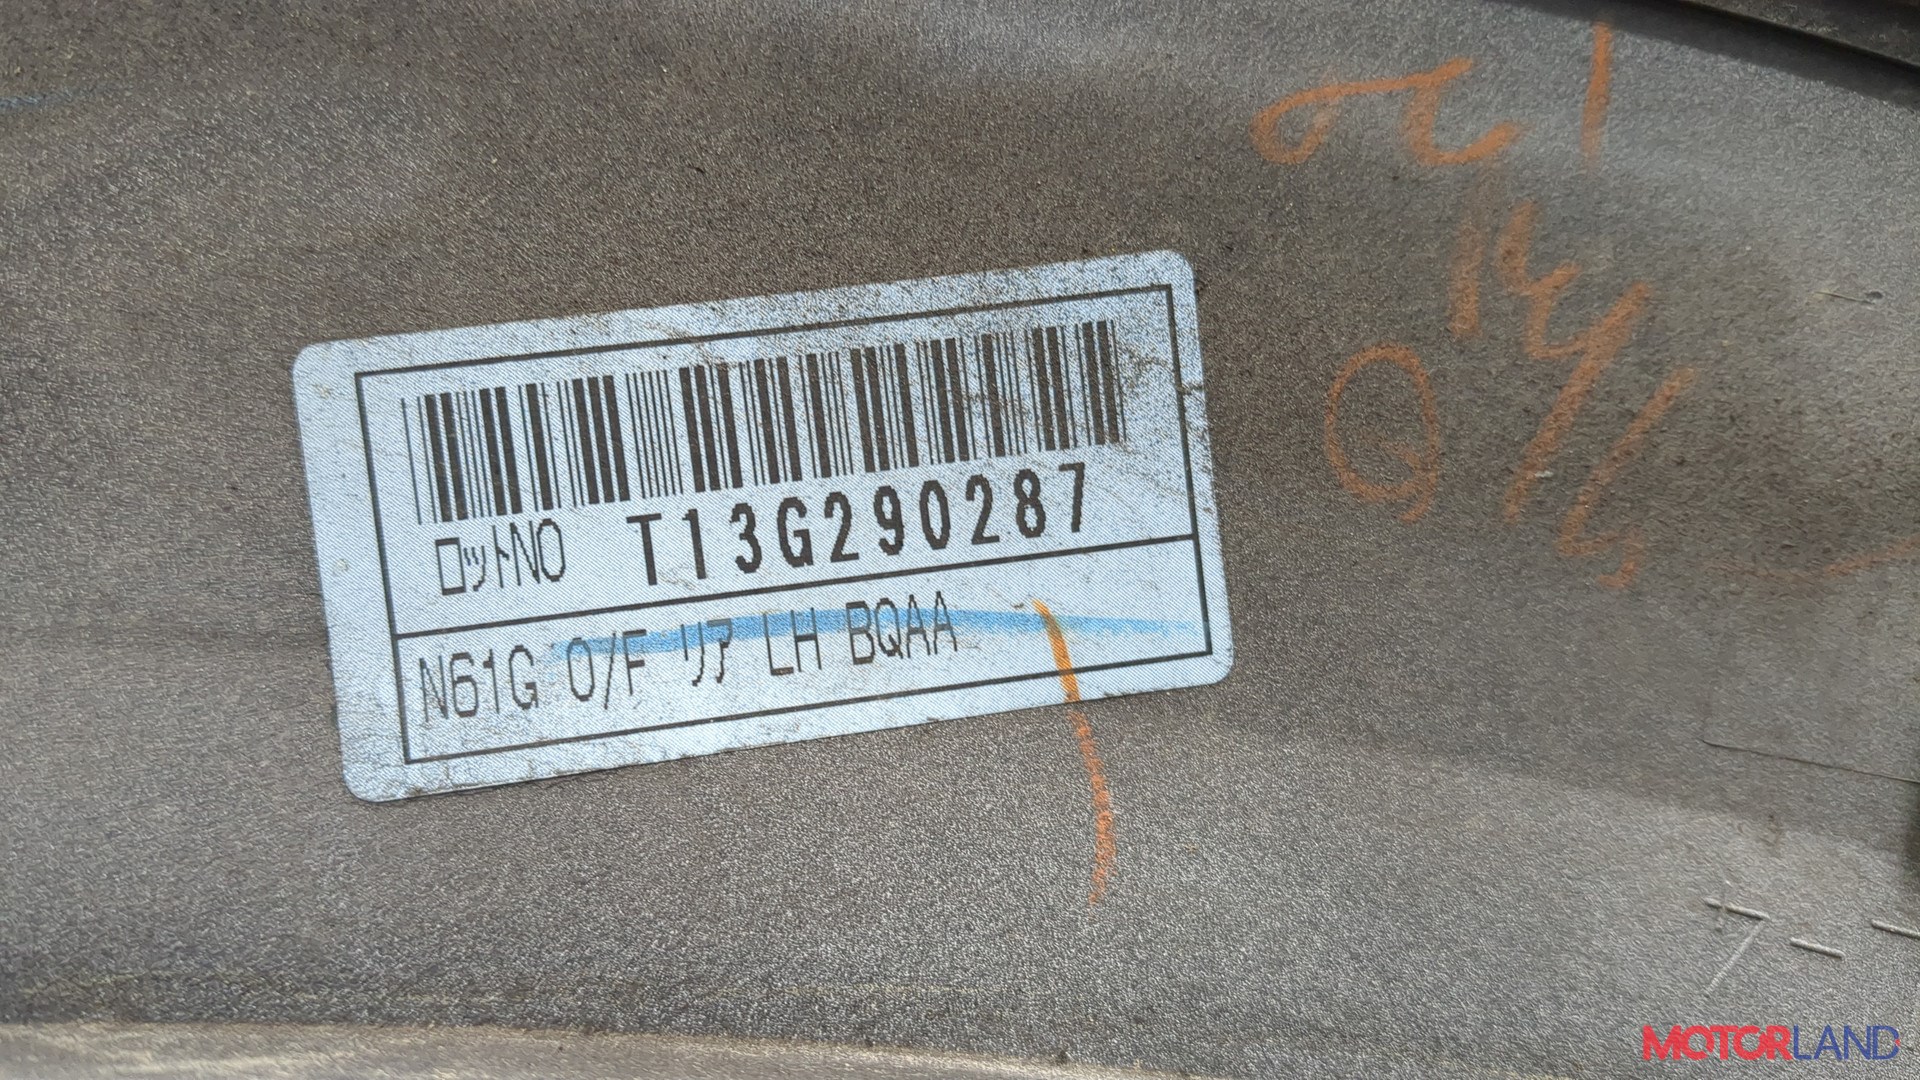 ロットNO T13G290287
N61G O/F リア LH BQAA
MOTORLAND